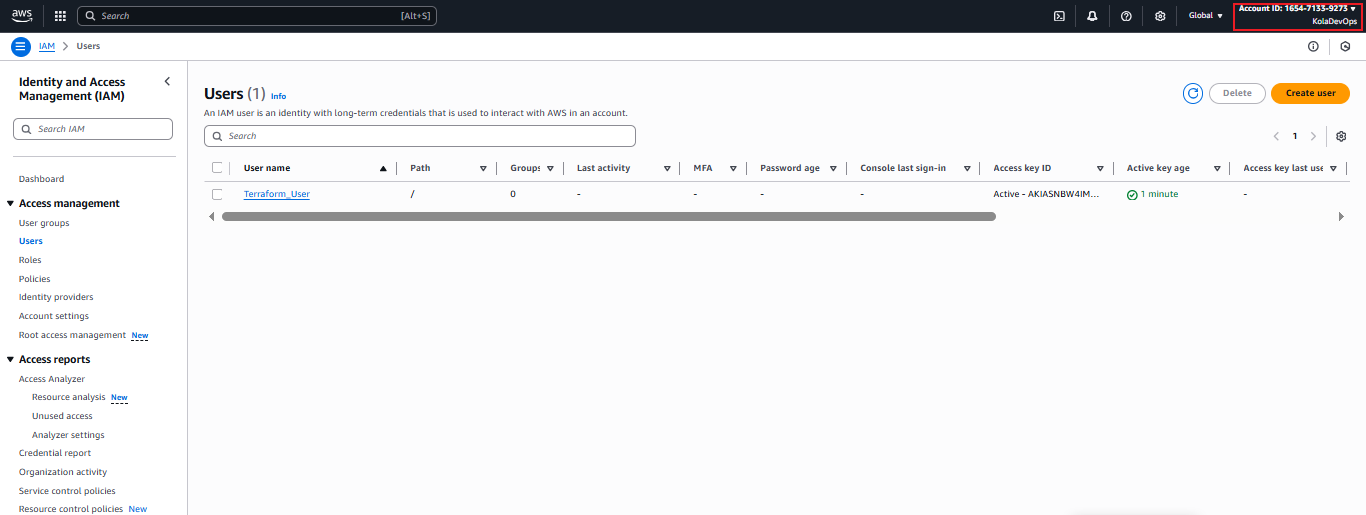 aws
Search
[Alt+S]
Global
Account ID: 1654-7133-9273
KolaDevOps
IAM
Users
Identity and Access
Management (IAM)
Search IAM
Dashboard
Access management
User groups
Users
Roles
Policies
Identity providers
Account settings
Root access management New
Access reports
Access Analyzer
Resource analysis New
Unused access
Analyzer settings
Credential report
Organization activity
Service control policies
Resource control policies New
Users (1) Info
An IAM user is an identity with long-term credentials that is used to interact with AWS in an account.
Delete
Create user
Search
1
User name Path Groups Last activity MFA Password age Console last sign-in Access key ID Active key age Access key last use
Terraform_User / 0 - - - - Active - AKIASNBW4IM... 1 minute -